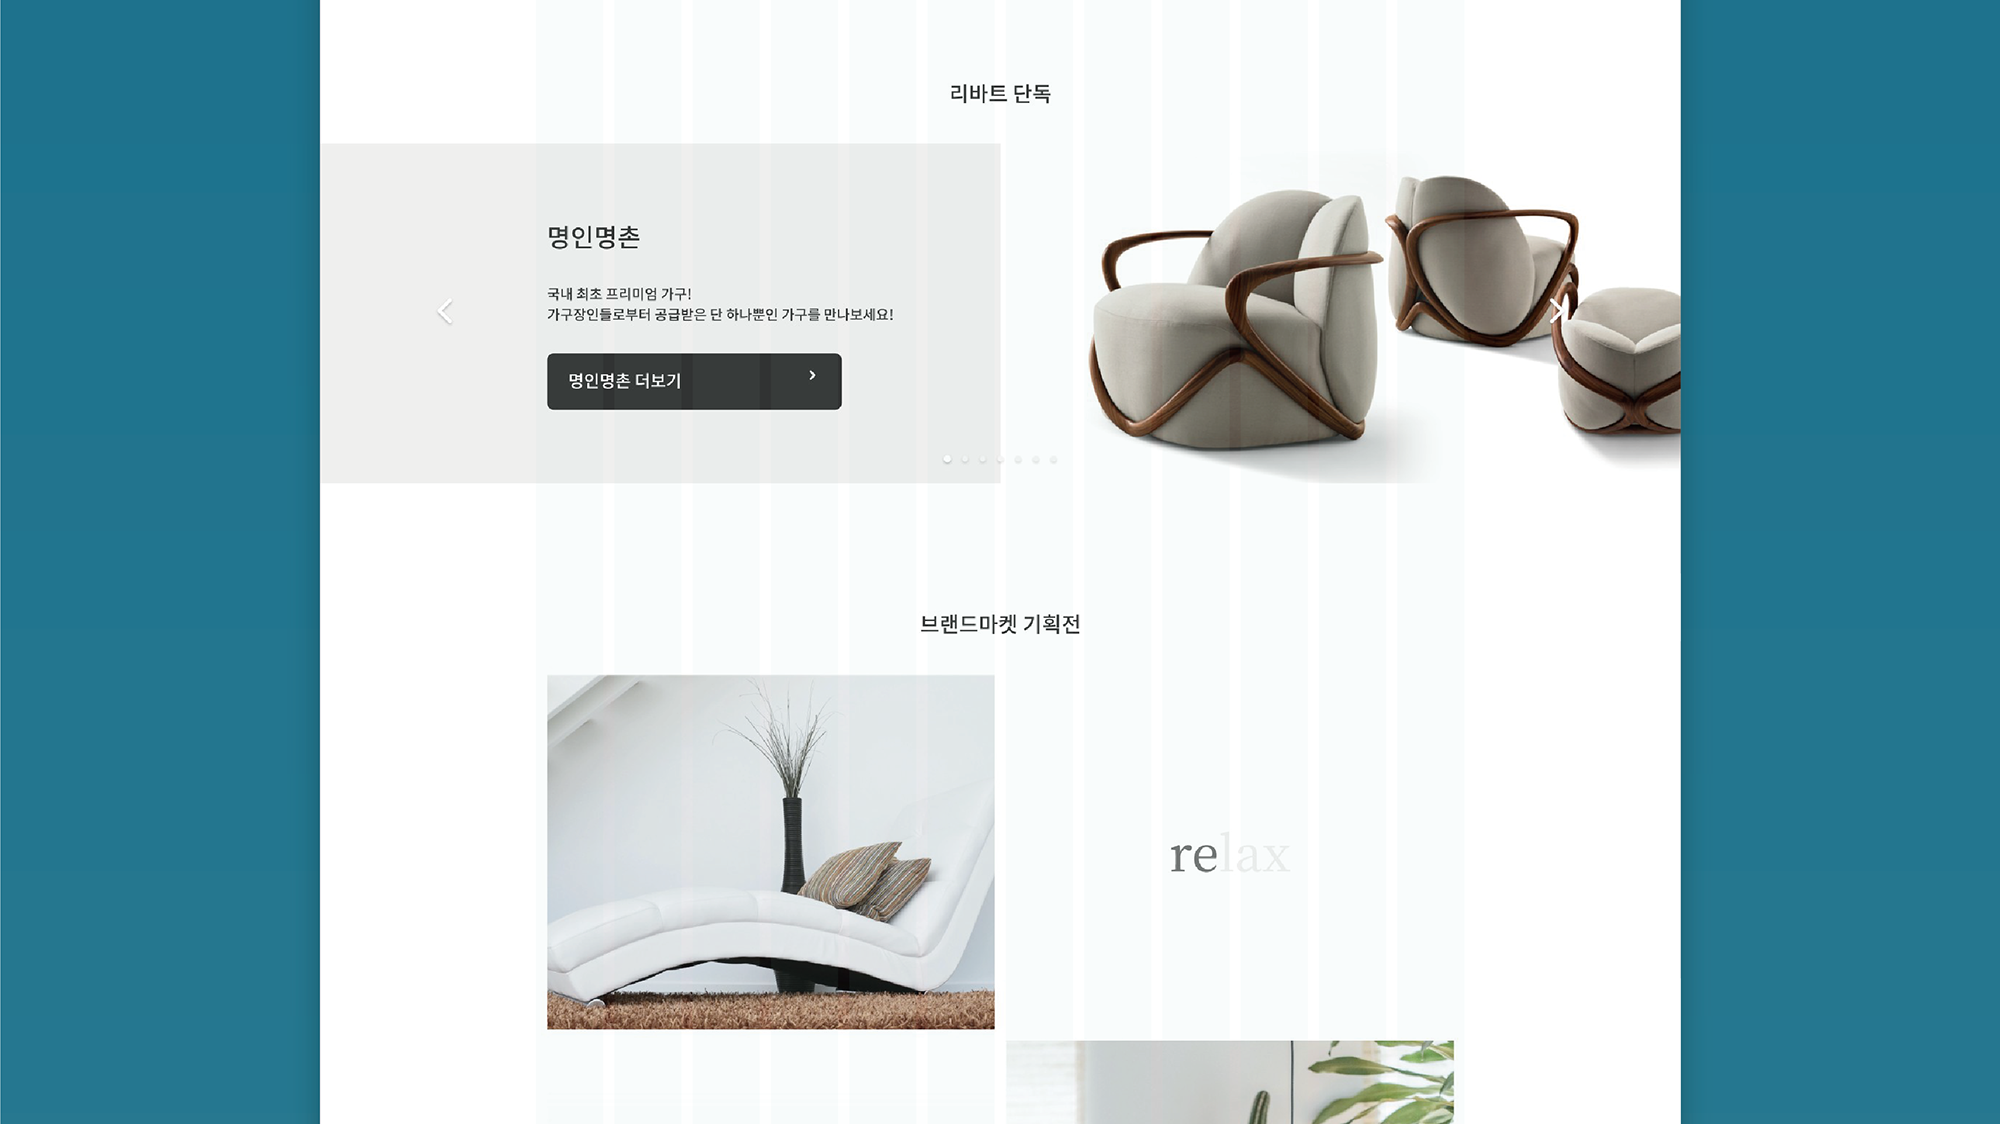 리바트 단독
명인명촌
국내 최초 프리미엄 가구!
가구장인들로부터 공급받은 단 하나뿐인 가구를 만나보세요!
명인명촌 더보기
브랜드마켓 기획전
relax